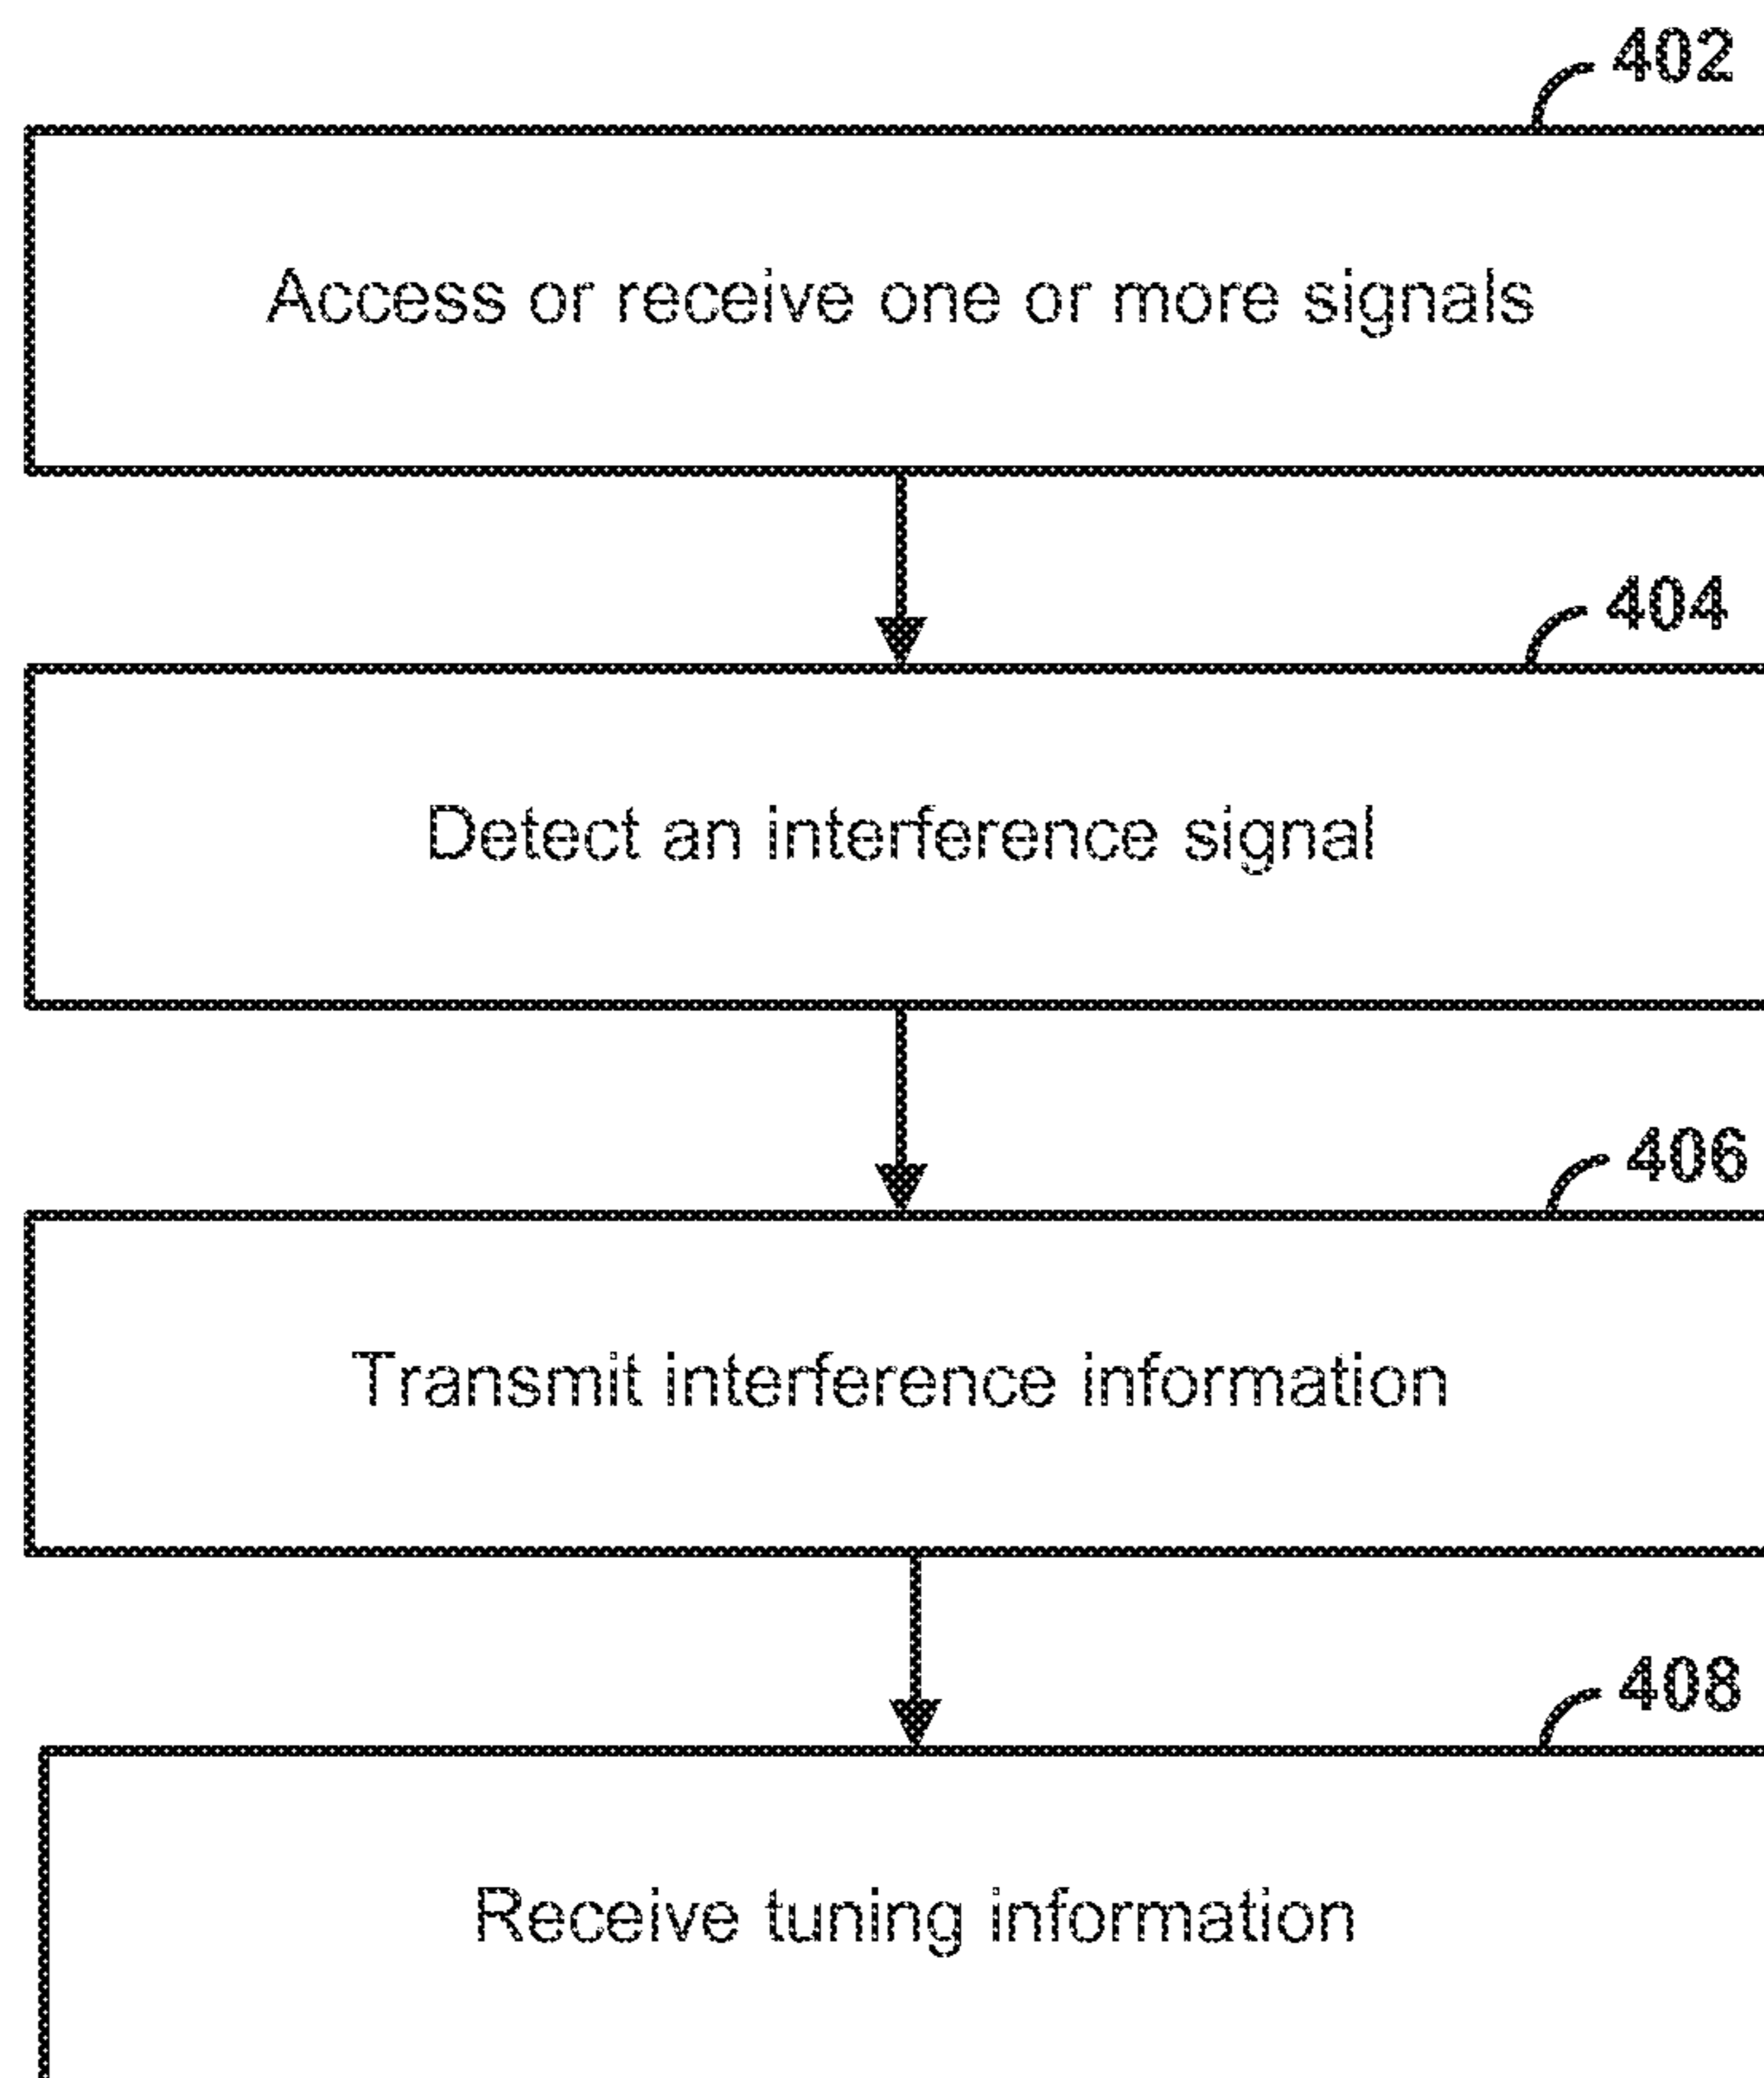 402
Access or receive one or more signals
404
Detect an interference signal
406
Transmit interference information
408
Receive tuning information